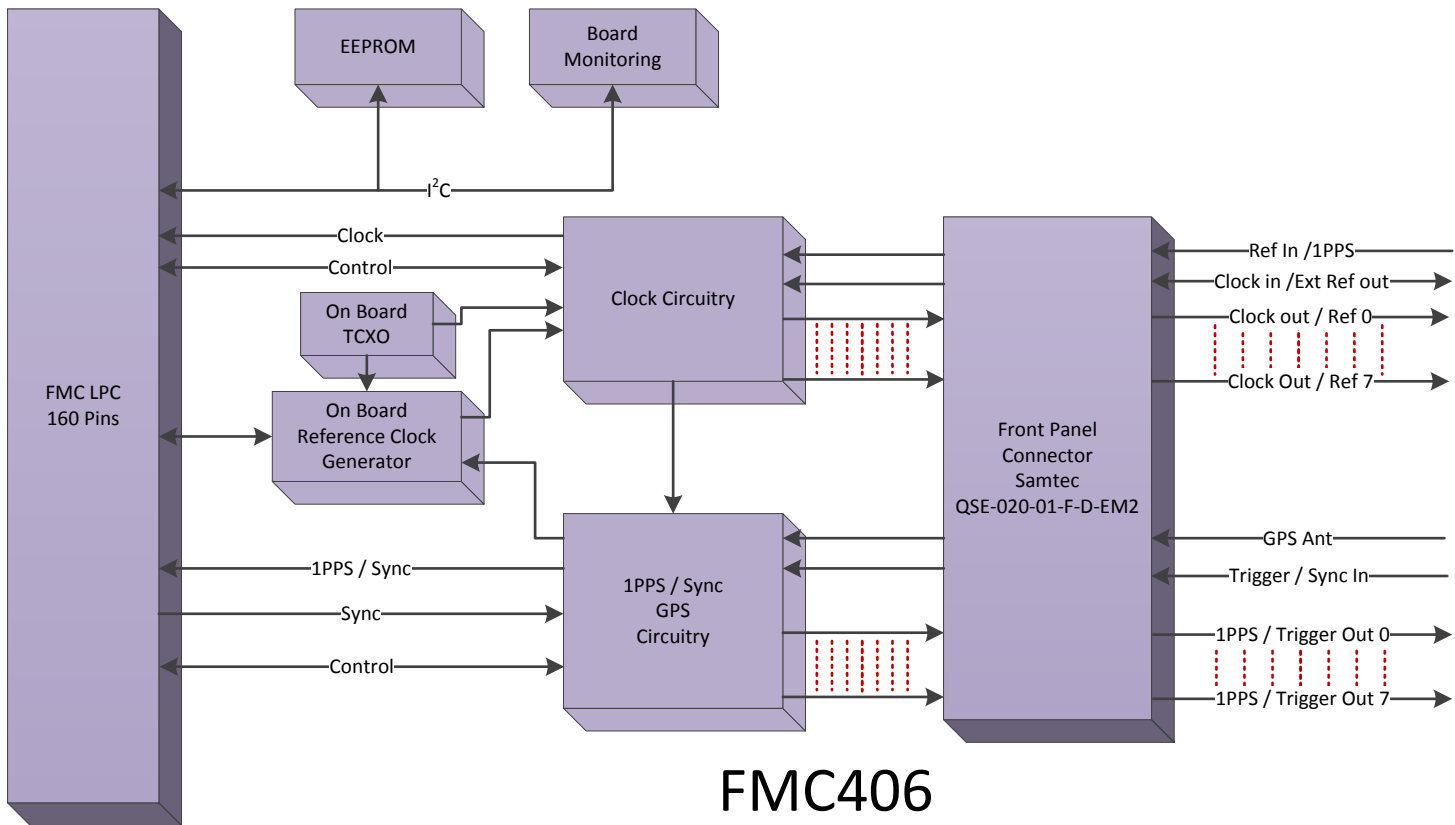 EEPROM
Board
Monitoring
I²C
Clock
Control
On Board
TCXO
Clock Circuitry
Ref In /1PPS
Clock in /Ext Ref out
Clock out / Ref 0
Clock Out / Ref 7
FMC LPC
160 Pins
On Board
Reference Clock
Generator
Front Panel
Connector
Samtec
QSE-020-01-F-D-EM2
1PPS / Sync
Sync
Control
1PPS / Sync
GPS
Circuitry
GPS Ant
Trigger / Sync In
1PPS / Trigger Out 0
1PPS / Trigger Out 7
FMC406